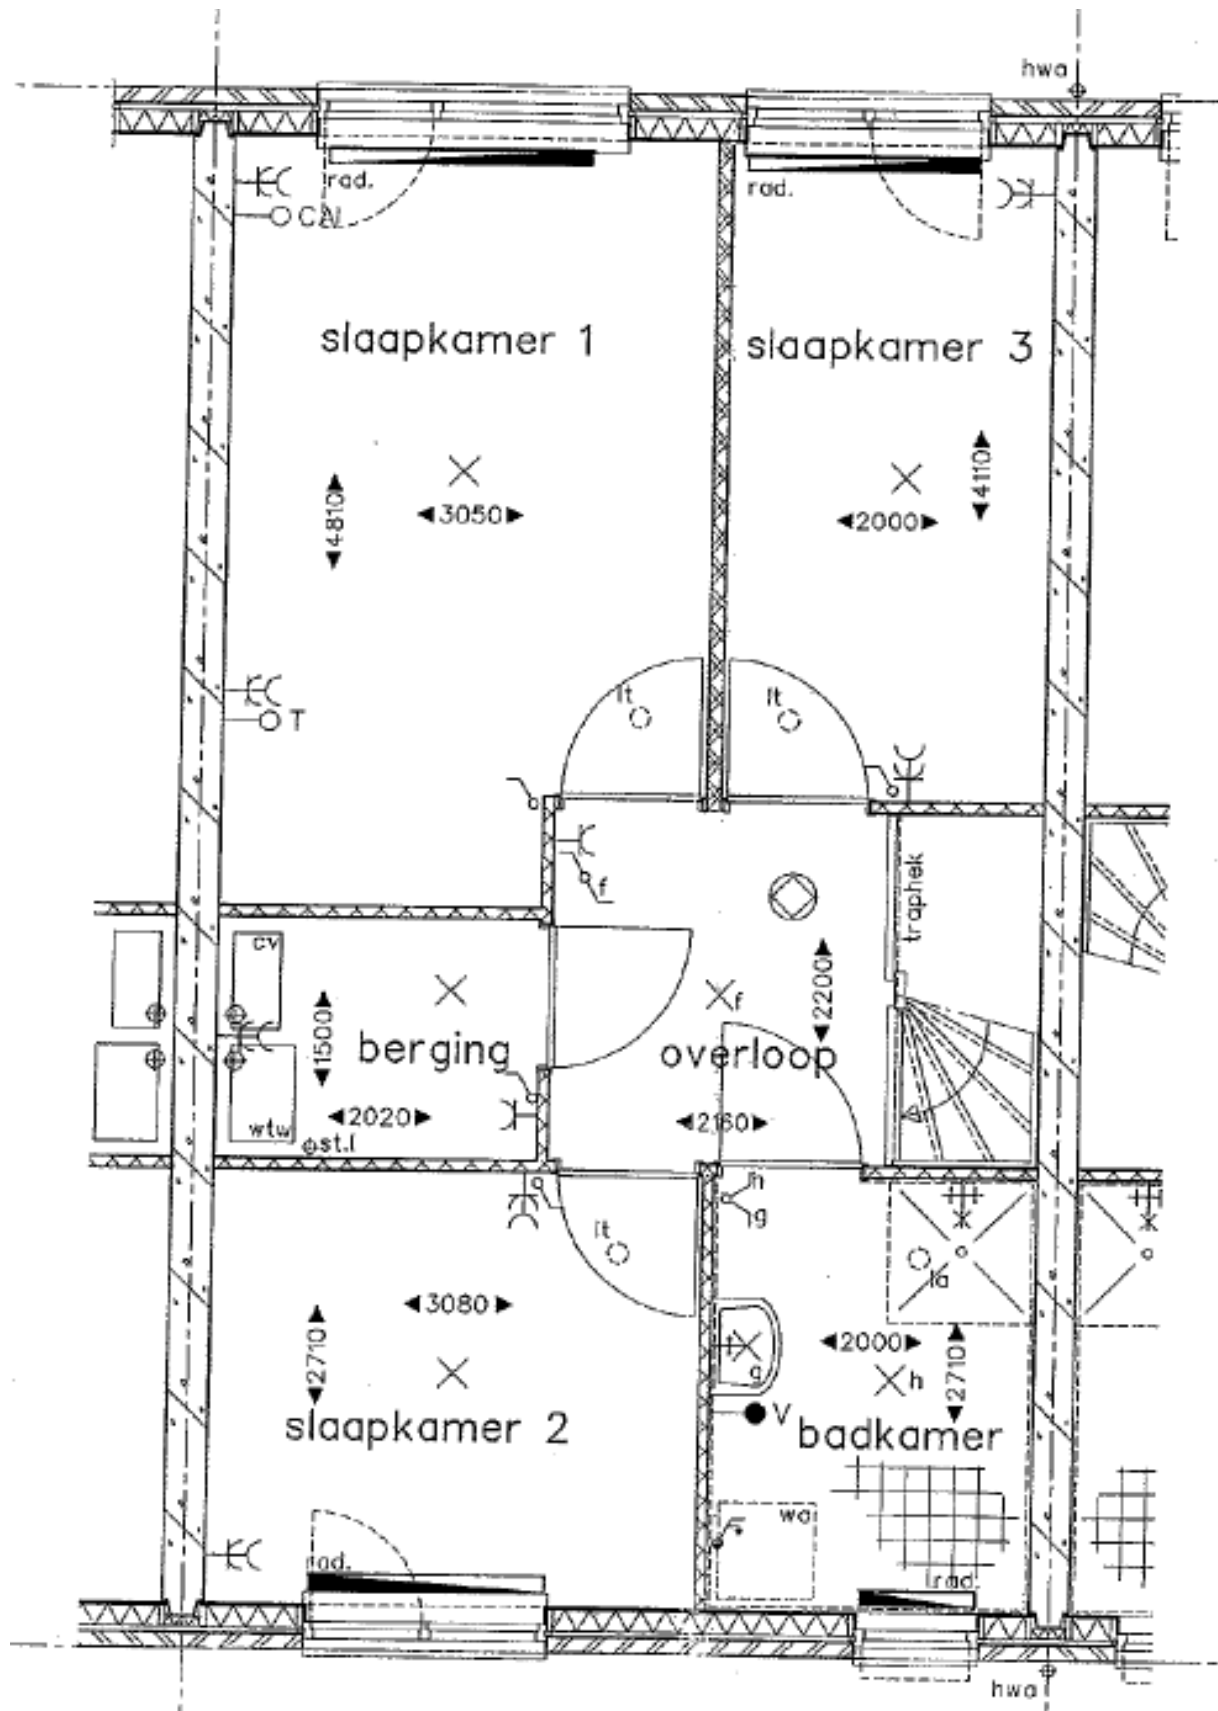 hwa
rad.
rad.
CAI
slaapkamer 1
slaapkamer 3
4810
3050
4110
2000
lt
lt
T
f
traphek
cv
1500
berging
f
2200
overloop
2020
2160
wtw
st.l
h
g
lt
la
3080
2710
2000
2710
h
V
slaapkamer 2
badkamer
wa
rad.
rad.
hwa